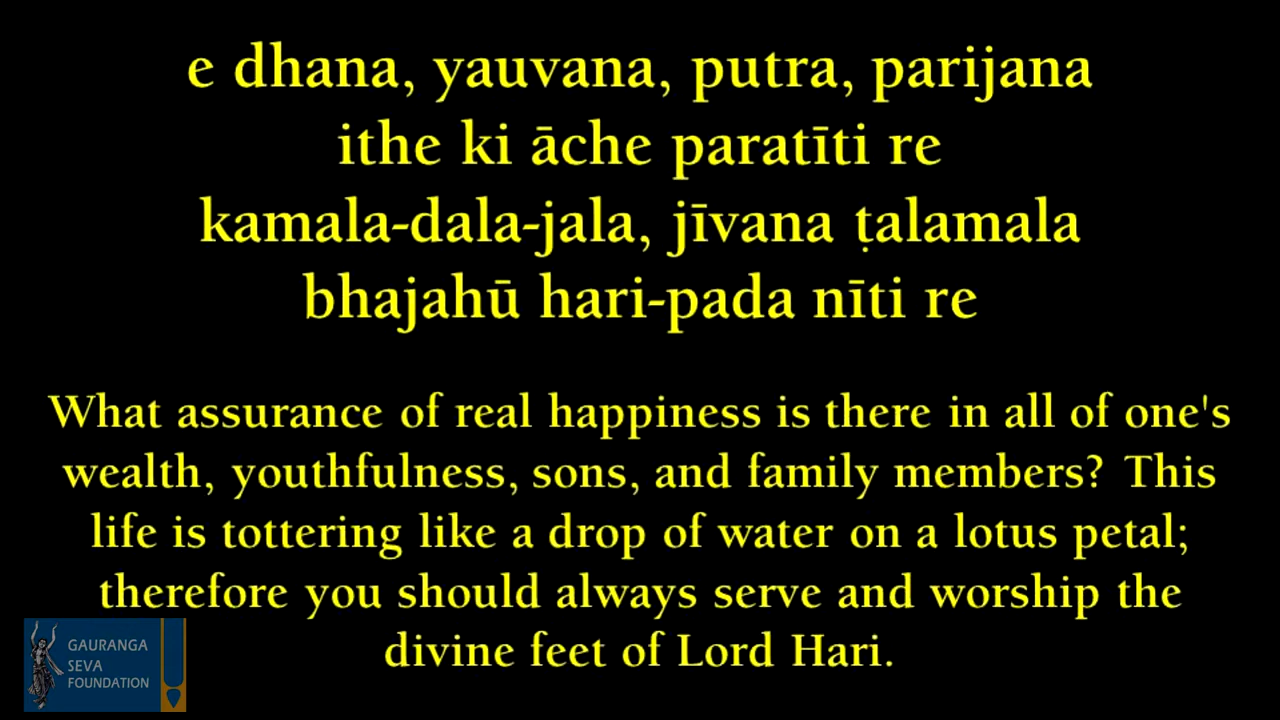 e dhana, yauvana, putra, parijana
ithe ki āche paratīti re
kamala-dala-jala, jīvana ṭalamala
bhajahū hari-pada nīti re
What assurance of real happiness is there in all of one's
wealth, youthfulness, sons, and family members? This
life is tottering like a drop of water on a lotus petal;
therefore you should always serve and worship the
divine feet of Lord Hari.
GAURANGA
SEVA
FOUNDATION